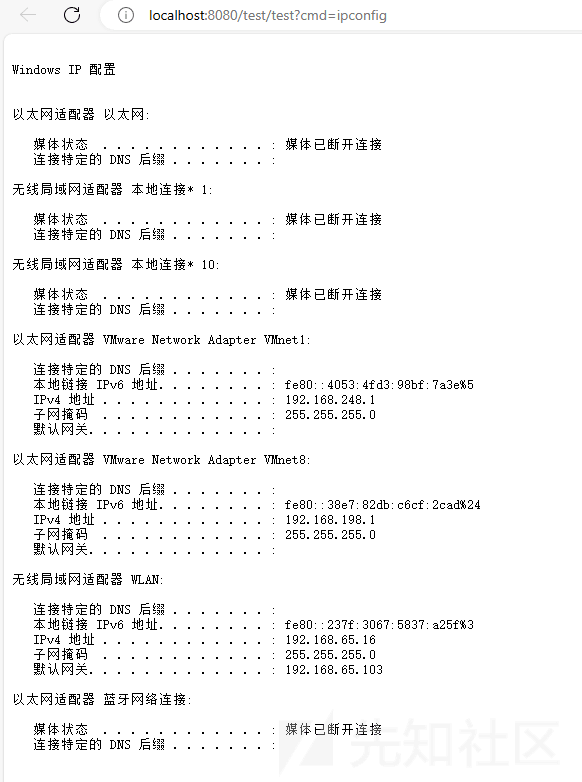 localhost:8080/test/test?cmd=ipconfig
Windows IP 配置
以太网适配器 以太网:
媒体状态 . . . . . . . . . . . . : 媒体已断开连接
连接特定的 DNS 后缀 . . . . . . . :
无线局域网适配器 本地连接* 1:
媒体状态 . . . . . . . . . . . . : 媒体已断开连接
连接特定的 DNS 后缀 . . . . . . . :
无线局域网适配器 本地连接* 10:
媒体状态 . . . . . . . . . . . . : 媒体已断开连接
连接特定的 DNS 后缀 . . . . . . . :
以太网适配器 VMware Network Adapter VMnet1:
连接特定的 DNS 后缀 . . . . . . . :
本地链接 IPv6 地址. . . . . . . . : fe80::4053:4fd3:98bf:7a3e%5
IPv4 地址 . . . . . . . . . . . . : 192.168.248.1
子网掩码 . . . . . . . . . . . . : 255.255.255.0
默认网关. . . . . . . . . . . . . :
以太网适配器 VMware Network Adapter VMnet8:
连接特定的 DNS 后缀 . . . . . . . :
本地链接 IPv6 地址. . . . . . . . : fe80::38e7:82db:c6cf:2cad%24
IPv4 地址 . . . . . . . . . . . . : 192.168.198.1
子网掩码 . . . . . . . . . . . . : 255.255.255.0
默认网关. . . . . . . . . . . . . :
无线局域网适配器 WLAN:
连接特定的 DNS 后缀 . . . . . . . :
本地链接 IPv6 地址. . . . . . . . : fe80::237f:3067:5837:a25f%3
IPv4 地址 . . . . . . . . . . . . : 192.168.65.16
子网掩码 . . . . . . . . . . . . : 255.255.255.0
默认网关. . . . . . . . . . . . . : 192.168.65.103
以太网适配器 蓝牙网络连接:
媒体状态 . . . . . . . . . . . . : 媒体已断开连接
连接特定的 DNS 后缀 . . . . . . . :
先知社区